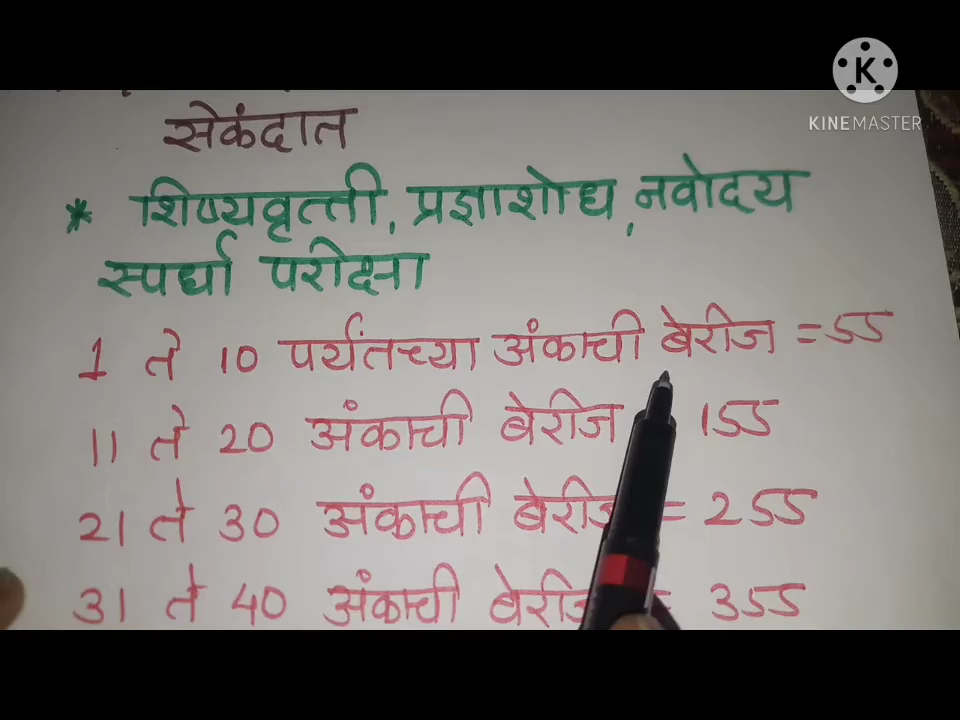 K
KINEMASTER
सेकंदात
* शिष्यवृत्ती, प्रज्ञाशोध, नवोदय
स्पर्धा परीक्षा
1 ते 10 पर्यंतच्या अंकाची बेरीज = 55
11 ते 20 अंकाची बेरीज 155
21 ते 30 अंकाची बेरीज = 255
31 ते 40 अंकाची बेरीज = 355